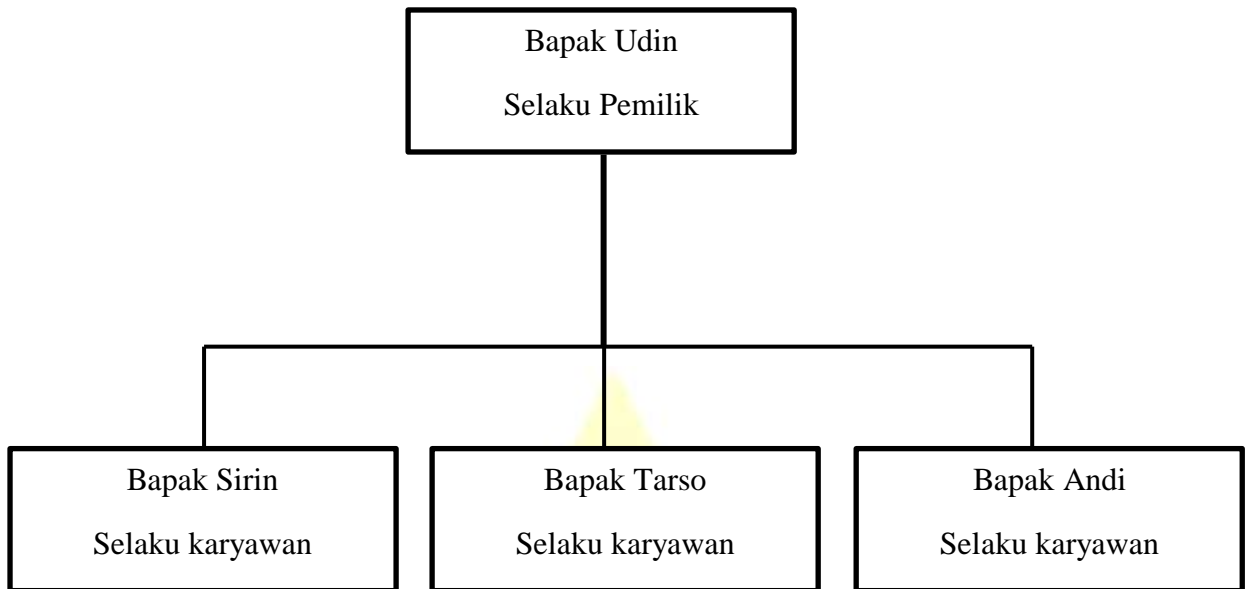 Bapak Udin
Selaku Pemilik
Bapak Sirin
Selaku karyawan
Bapak Tarso
Selaku karyawan
Bapak Andi
Selaku karyawan